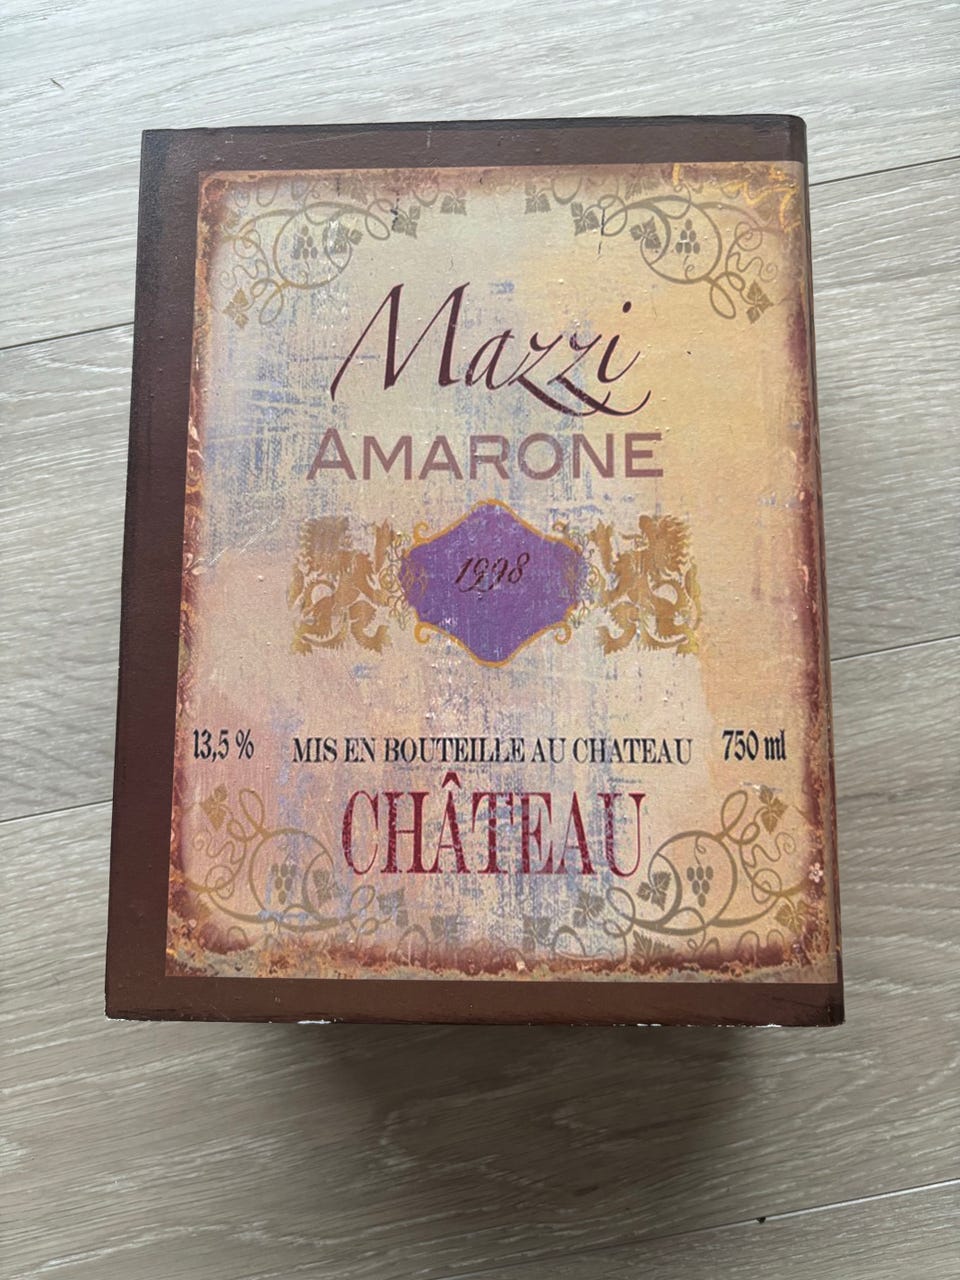 Mazzi
AMARONE
1998
13,5 % MIS EN BOUTEILLE AU CHATEAU 750 ml
CHÂTEAU